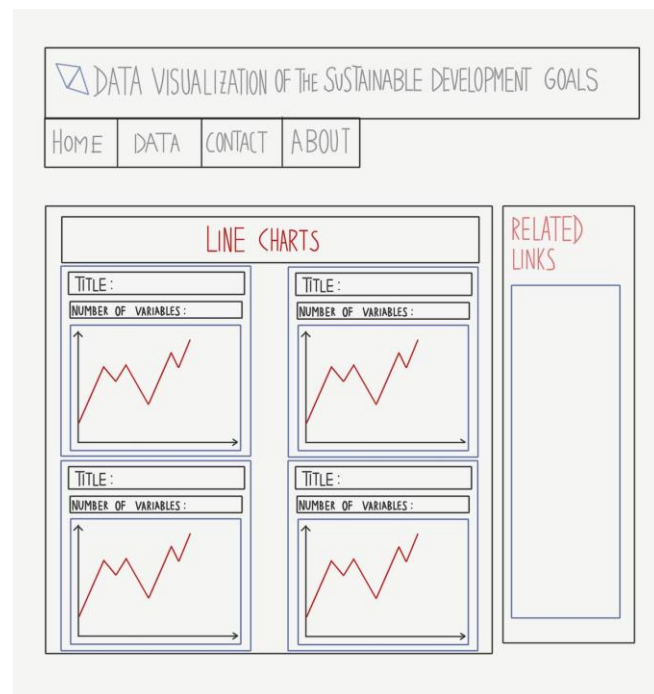 DATA VISUALIZATION OF THE SUSTAINABLE DEVELOPMENT GOALS
HOME DATA CONTACT ABOUT
LINE CHARTS
TITLE:
NUMBER OF VARIABLES:
TITLE:
NUMBER OF VARIABLES:
TITLE:
NUMBER OF VARIABLES:
TITLE:
NUMBER OF VARIABLES:
RELATED
LINKS